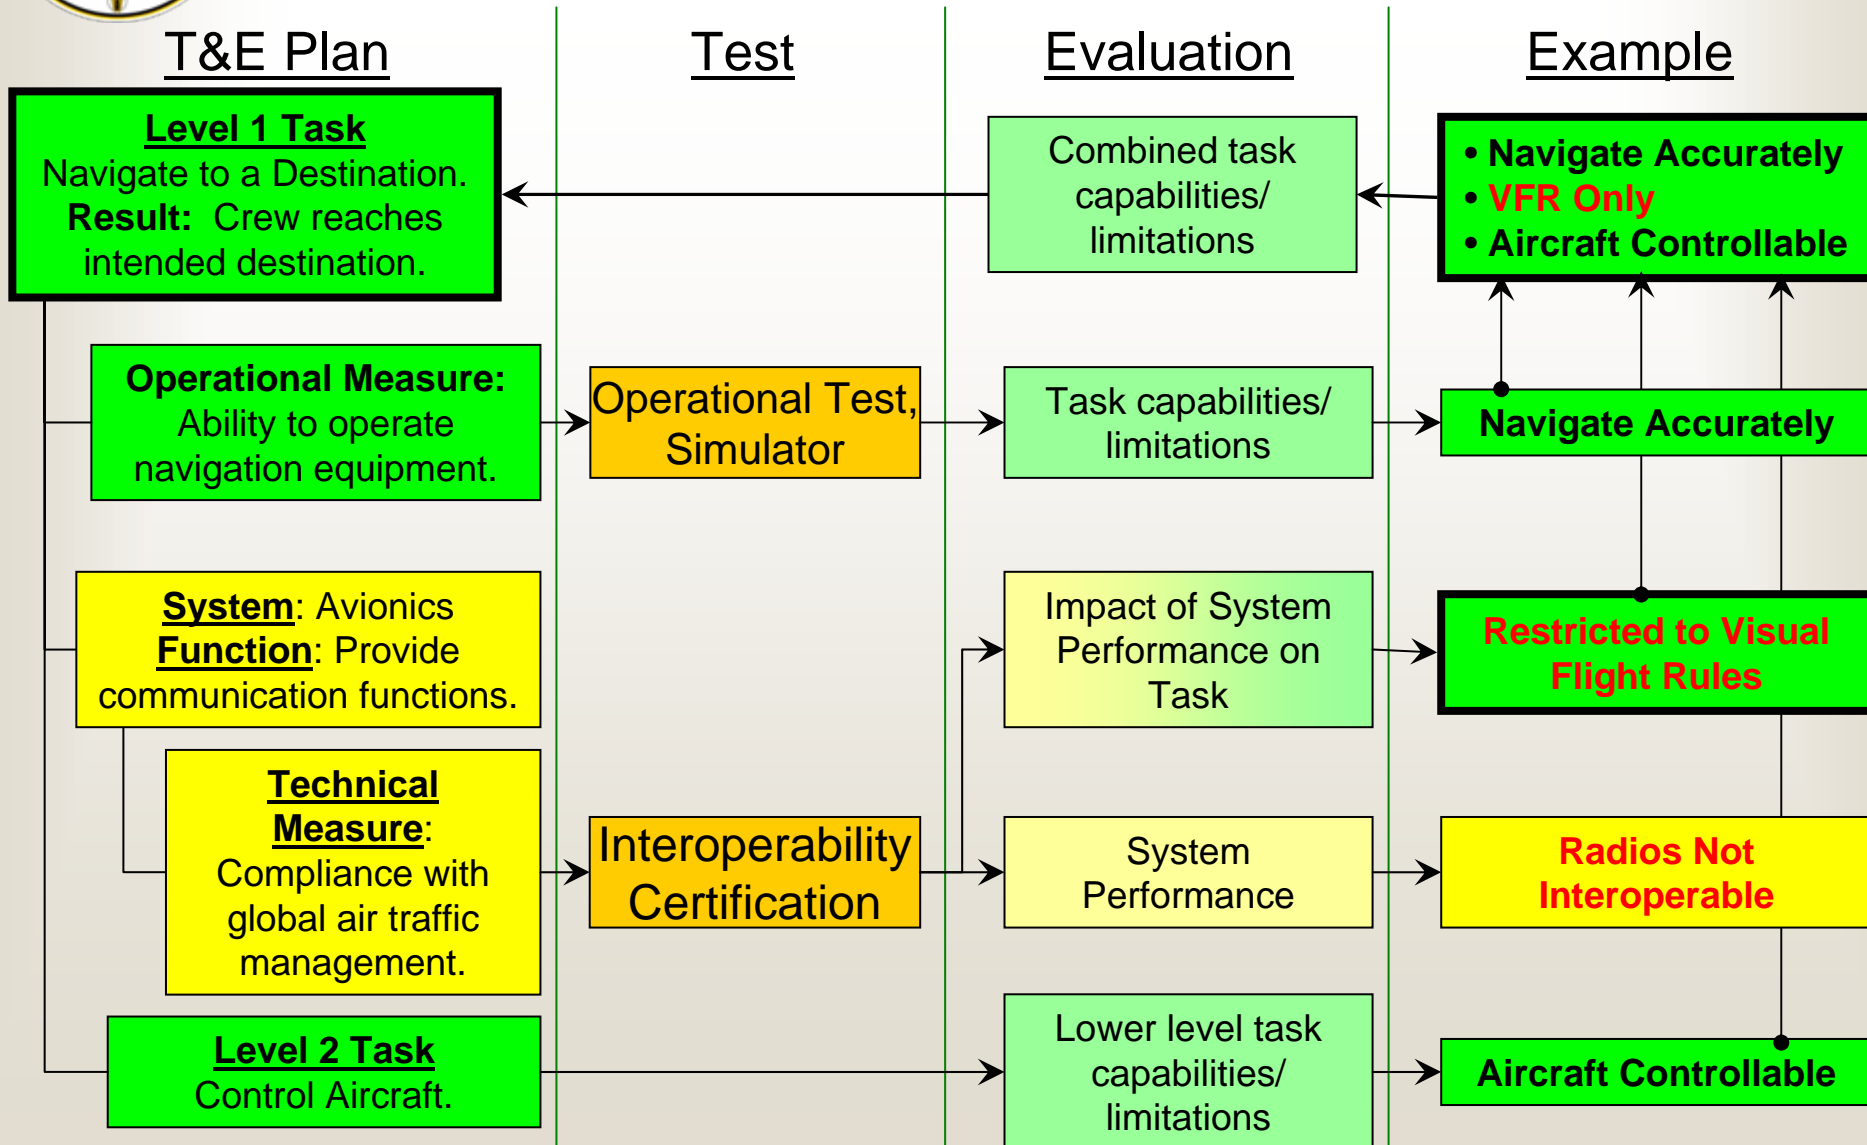 T&E Plan
Test
Evaluation
Example
Level 1 Task
Navigate to a Destination.
Result: Crew reaches
intended destination.
Combined task
capabilities/
limitations
• Navigate Accurately
• VFR Only
• Aircraft Controllable
Operational Measure:
Ability to operate
navigation equipment.
Operational Test,
Simulator
Task capabilities/
limitations
Navigate Accurately
System: Avionics
Function: Provide
communication functions.
Impact of System
Performance on
Task
Restricted to Visual
Flight Rules
Technical
Measure:
Compliance with
global air traffic
management.
Interoperability
Certification
System
Performance
Radios Not
Interoperable
Level 2 Task
Control Aircraft.
Lower level task
capabilities/
limitations
Aircraft Controllable